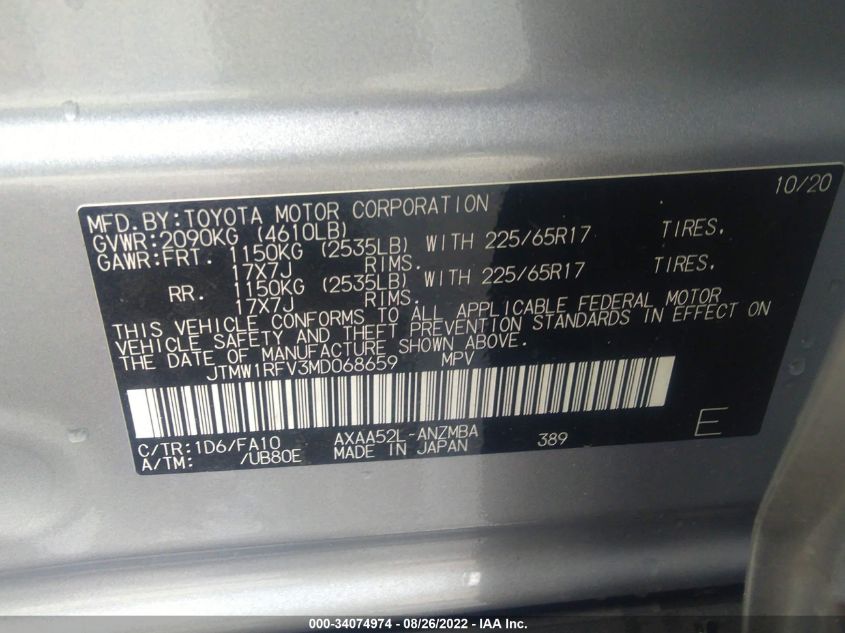 10/20
MFD.BY:TOYOTA MOTOR CORPORATION
GVWR:2090KG (4610LB)
GAWR:FRT. 1150KG (2535LB) WITH 225/65R17 TIRES.
17X7J RIMS.
RR. 1150KG (2535LB) WITH 225/65R17 TIRES.
17X7J RIMS.
THIS VEHICLE CONFORMS TO ALL APPLICABLE FEDERAL MOTOR
VEHICLE SAFETY AND THEFT PREVENTION STANDARDS IN EFFECT ON
THE DATE OF MANUFACTURE SHOWN ABOVE.
JTMW1RFV3MD068659 MPV
C/TR:1D6/FA10 AXAA52L-ANZMBA 389 E
A/TM: /UB80E MADE IN JAPAN
000-34074974 - 08/26/2022 - IAA Inc.